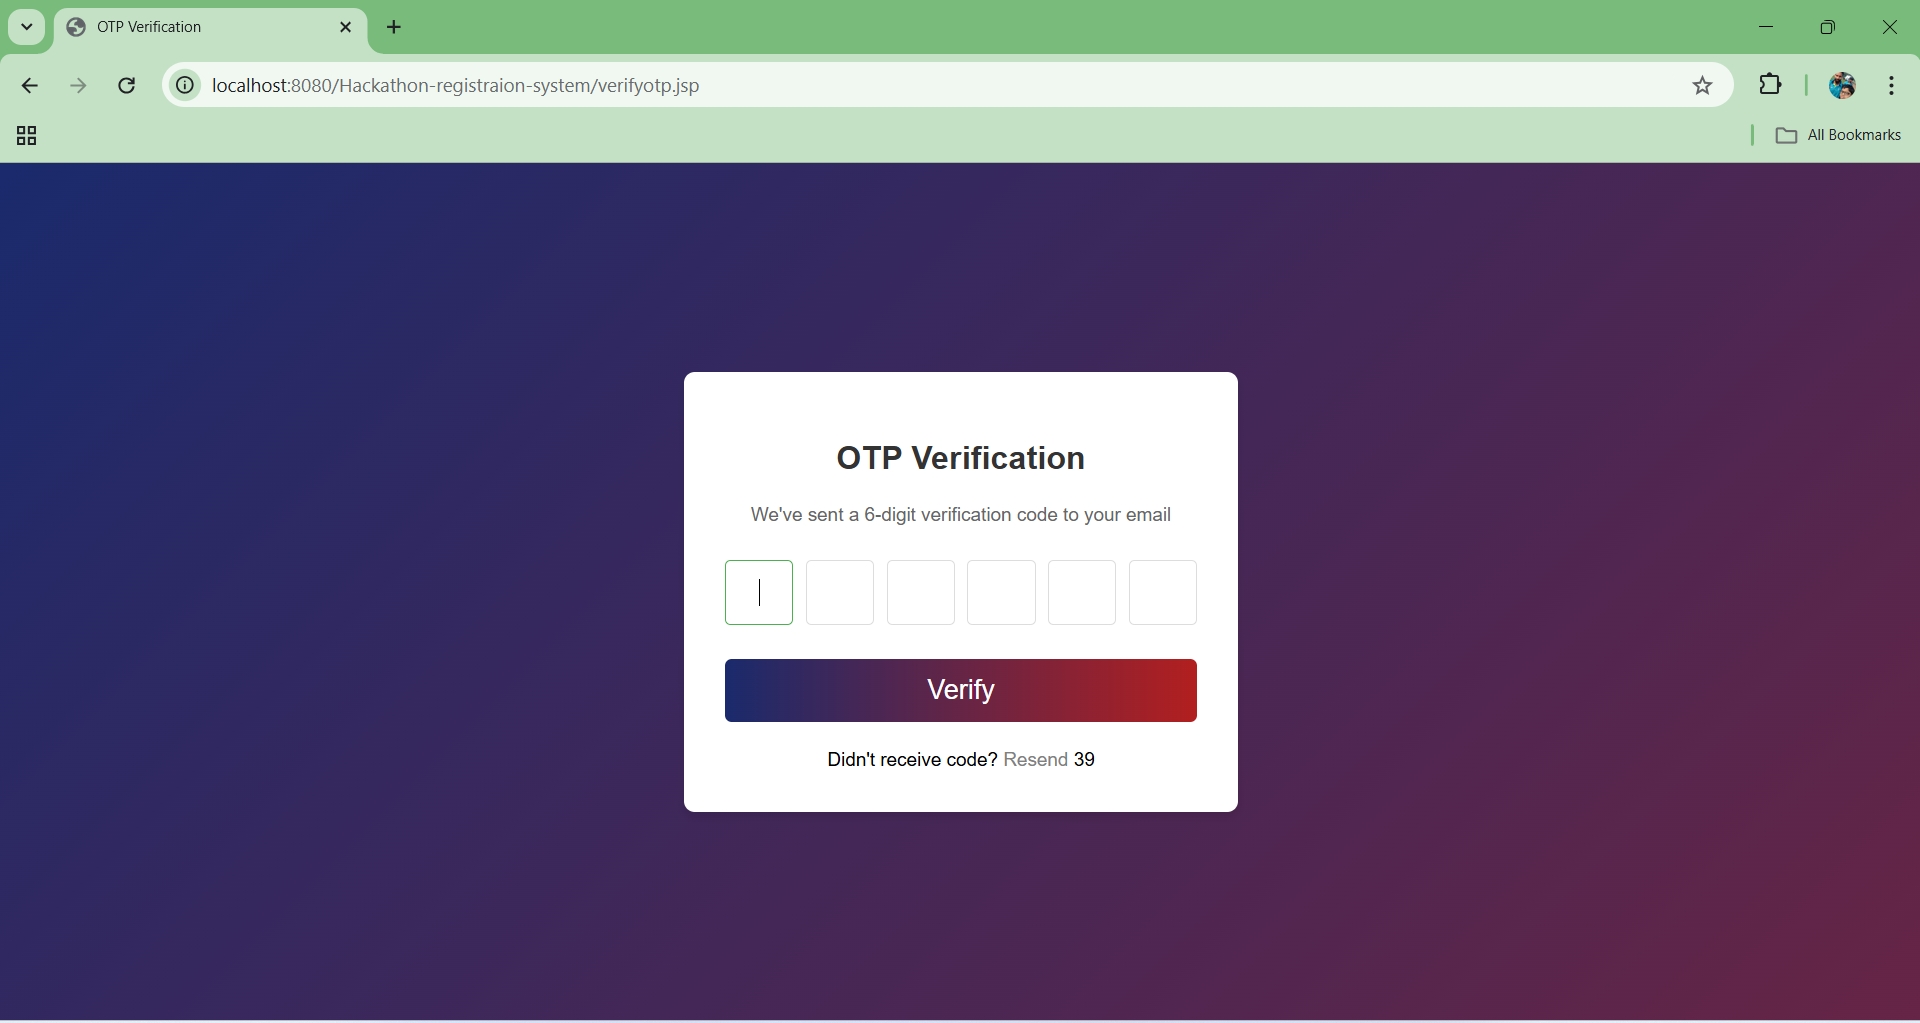 OTP Verification
localhost:8080/Hackathon-registraion-system/verifyotp.jsp
All Bookmarks
OTP Verification
We've sent a 6-digit verification code to your email
Verify
Didn't receive code? Resend 39